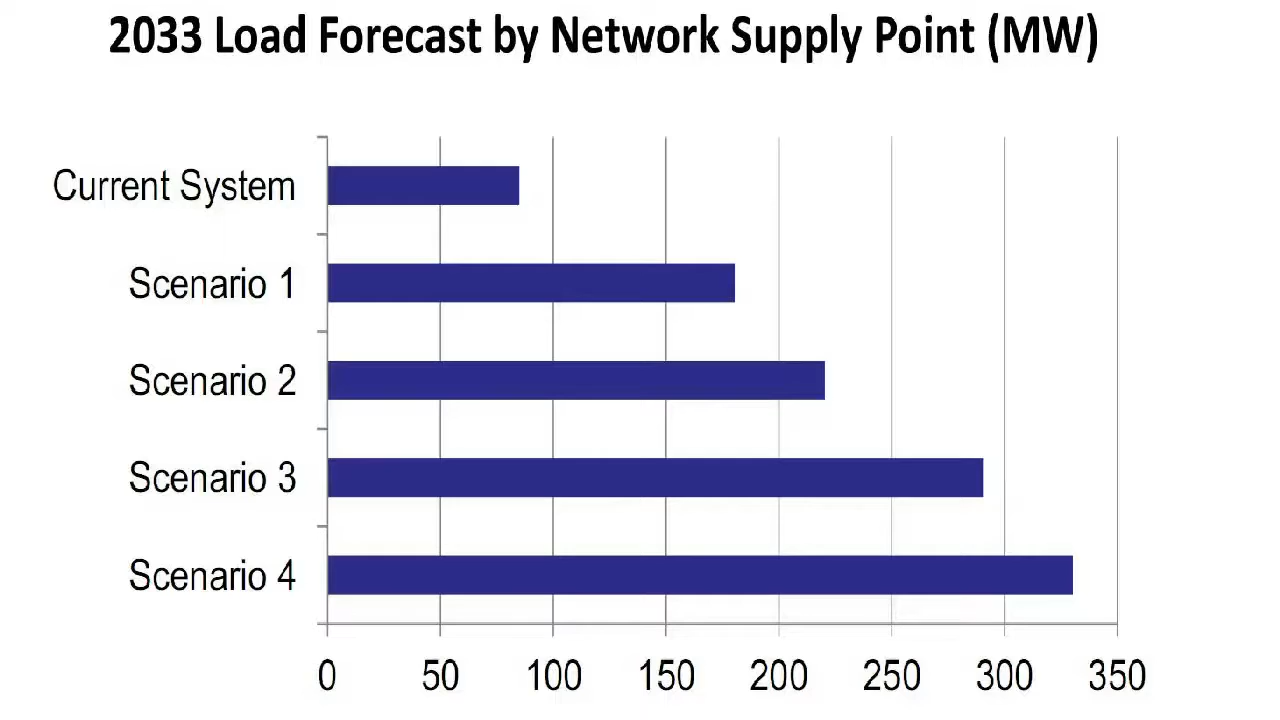 2033 Load Forecast by Network Supply Point (MW)
Current System
Scenario 1
Scenario 2
Scenario 3
Scenario 4
0 50 100 150 200 250 300 350